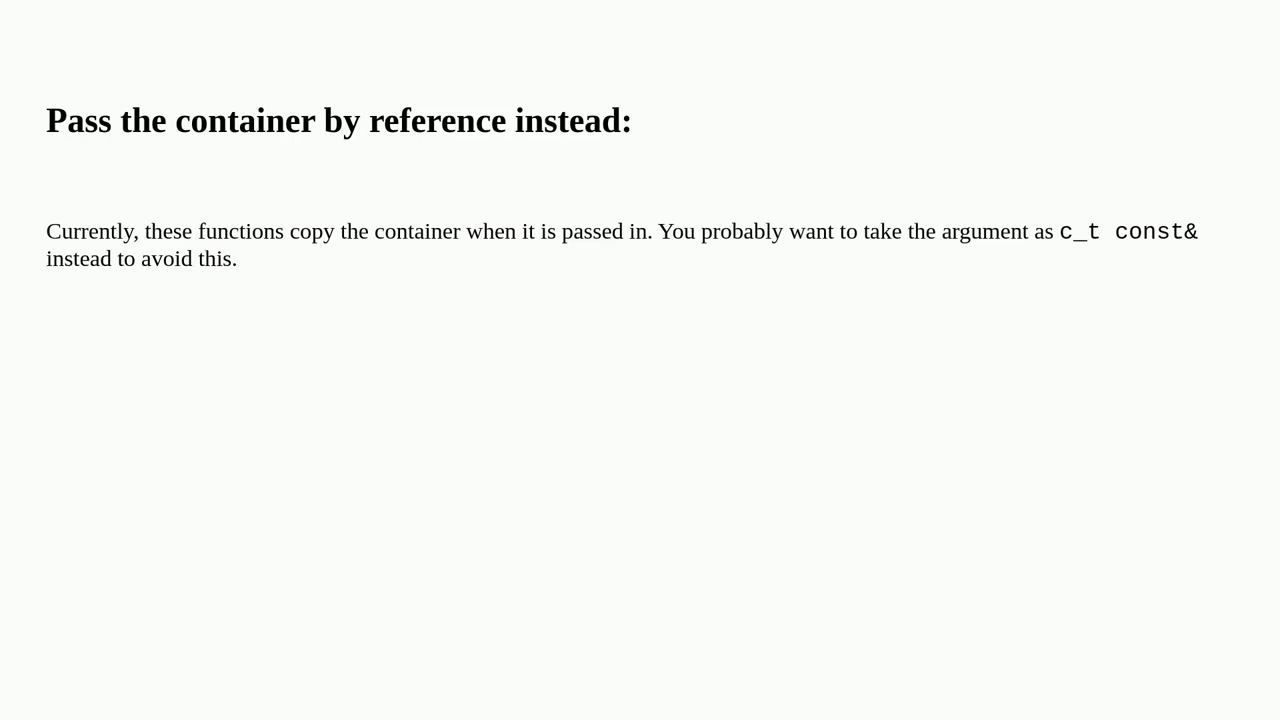 Pass the container by reference instead:
Currently, these functions copy the container when it is passed in. You probably want to take the argument as c_t const&
instead to avoid this.